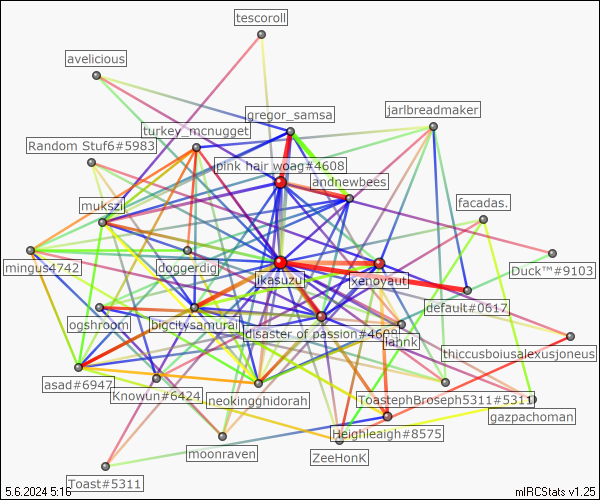 tescoroll
avelicious
gregor_samsa
jarlbreadmaker
turkey_mcnugget
Random Stuf6#5983
pink hair woag#4608
andnewbees
mukszi
facadas.
mingus4742
doggerdig
ikasuzu
xenoyaut
Duck™#9103
default#0617
ogshroom
bigcitysamurai
disaster of passion#4608
lahnk
thiccusboiusalexusjoneus
asad#6947
Knowun#6424
neokingghidorah
ToastephBroseph5311#5311
gazpachoman
Heighleaigh#8575
moonraven
ZeeHonK
Toast#5311
5.6.2024 5:16
mIRCStats v1.25